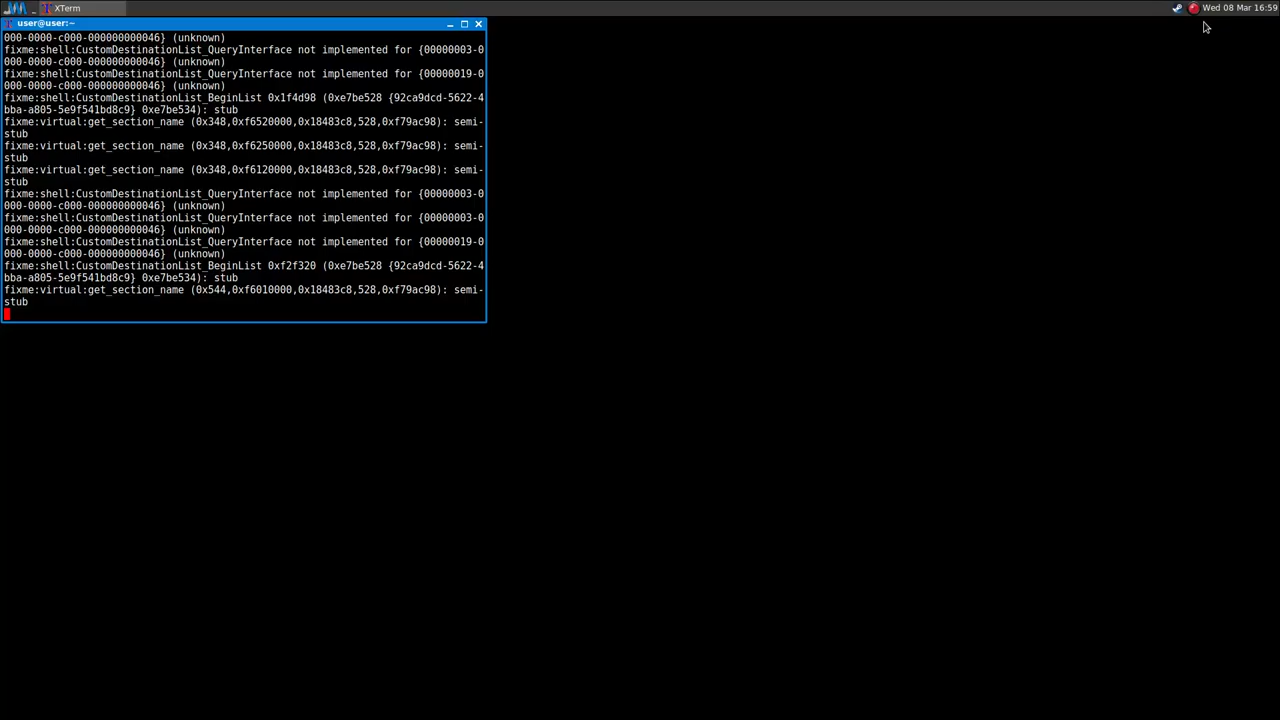 XTerm
Wed 08 Mar 16:59
user@user:~
000-0000-c000-000000000046} (unknown)
fixme:shell:CustomDestinationList_QueryInterface not implemented for {00000003-0
000-0000-c000-000000000046} (unknown)
fixme:shell:CustomDestinationList_QueryInterface not implemented for {00000019-0
000-0000-c000-000000000046} (unknown)
fixme:shell:CustomDestinationList_BeginList 0x1f4d98 (0xe7be528 {92ca9dcd-5622-4
bba-a805-5e9f541bd8c9} 0xe7be534): stub
fixme:virtual:get_section_name (0x348,0xf6520000,0x18483c8,528,0xf79ac98): semi-
stub
fixme:virtual:get_section_name (0x348,0xf6250000,0x18483c8,528,0xf79ac98): semi-
stub
fixme:virtual:get_section_name (0x348,0xf6120000,0x18483c8,528,0xf79ac98): semi-
stub
fixme:shell:CustomDestinationList_QueryInterface not implemented for {00000003-0
000-0000-c000-000000000046} (unknown)
fixme:shell:CustomDestinationList_QueryInterface not implemented for {00000003-0
000-0000-c000-000000000046} (unknown)
fixme:shell:CustomDestinationList_QueryInterface not implemented for {00000019-0
000-0000-c000-000000000046} (unknown)
fixme:shell:CustomDestinationList_BeginList 0xf2f320 (0xe7be528 {92ca9dcd-5622-4
bba-a805-5e9f541bd8c9} 0xe7be534): stub
fixme:virtual:get_section_name (0x544,0xf6010000,0x18483c8,528,0xf79ac98): semi-
stub